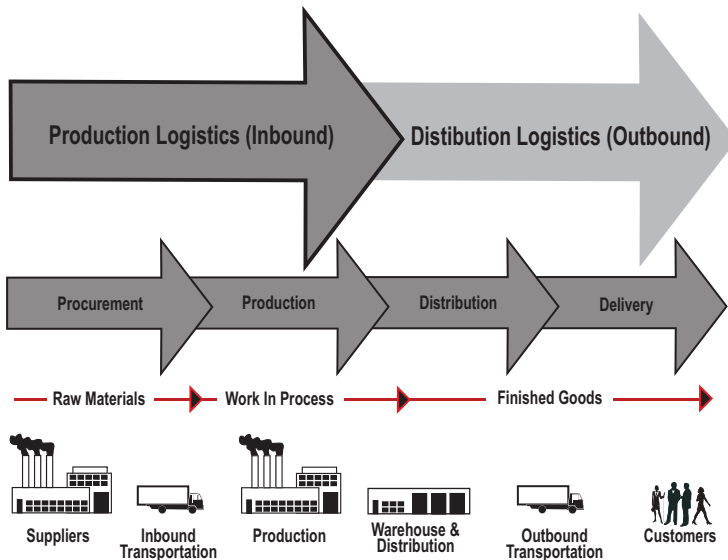 Production Logistics (Inbound)
Distibution Logistics (Outbound)
Procurement
Production
Distribution
Delivery
Raw Materials
Work In Process
Finished Goods
Suppliers
Inbound
Transportation
Production
Warehouse &
Distribution
Outbound
Transportation
Customers